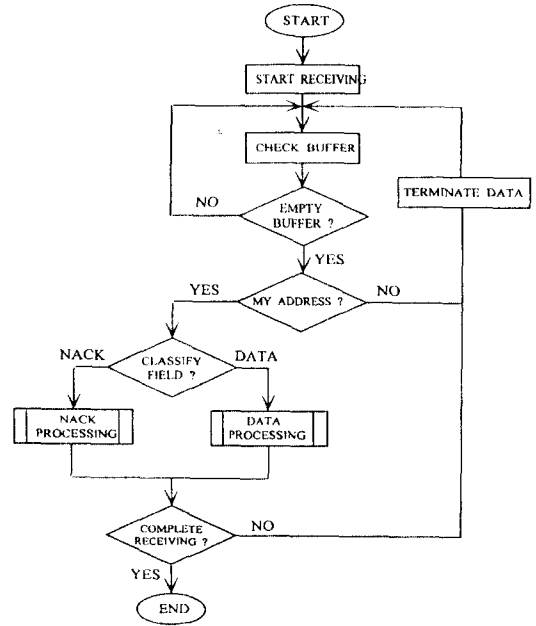 START
START RECEIVING
CHECK BUFFER
TERMINATE DATA
NO
EMPTY
BUFFER ?
YES
YES
MY ADDRESS ?
NO
NACK
CLASSIFY
FIELD ?
DATA
NACK
PROCESSING
DATA
PROCESSING
COMPLETE
RECEIVING ?
NO
YES
END